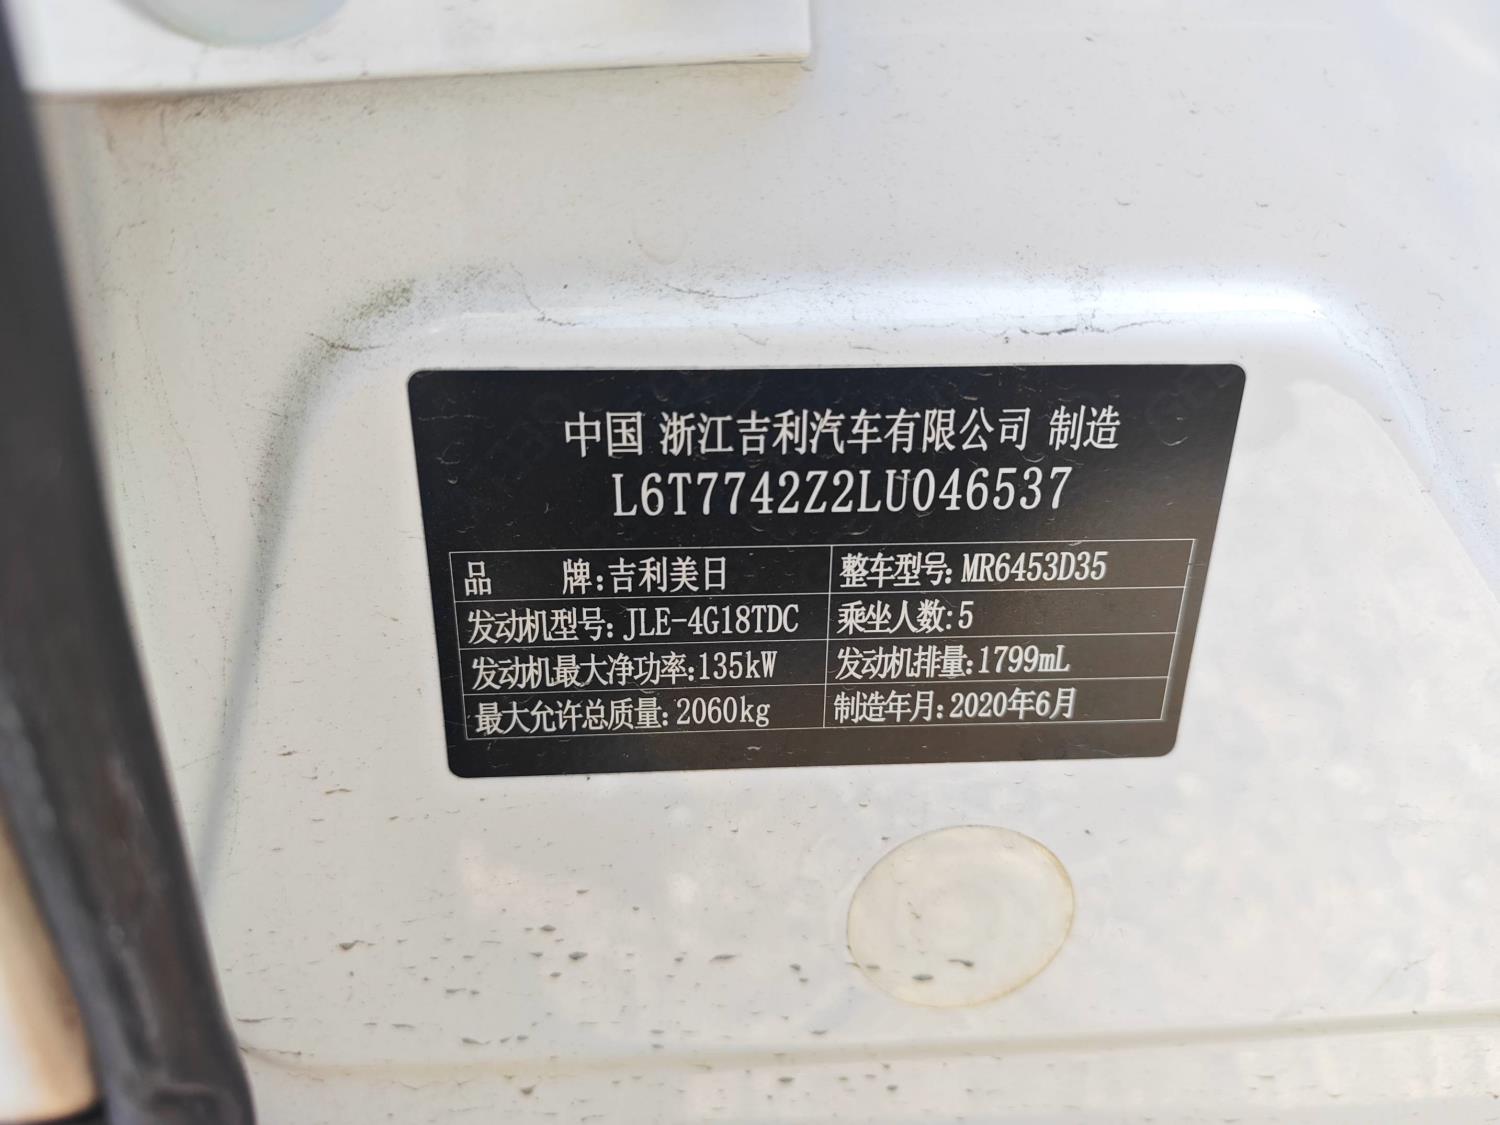 中国 浙江吉利汽车有限公司 制造
L6T7742Z2LU046537
品 牌:吉利美日 整车型号:MR6453D35
发动机型号:JLE-4G18TDC 乘坐人数:5
发动机最大净功率:135kW 发动机排量:1799mL
最大允许总质量:2060kg 制造年月:2020年6月